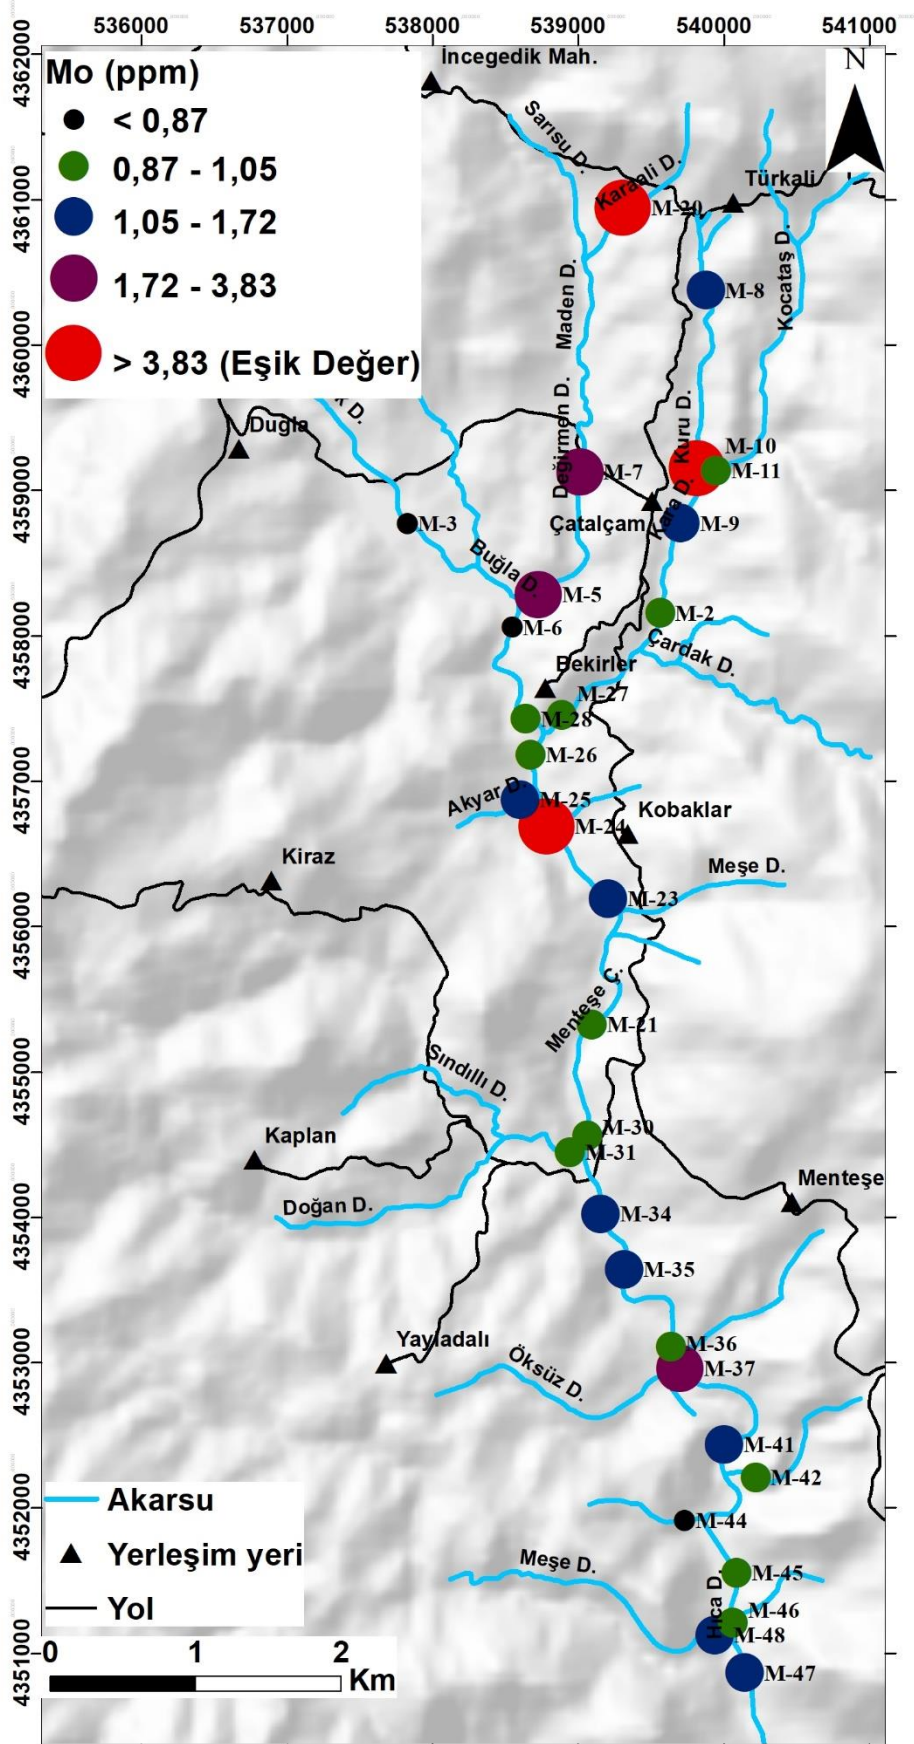 536000 537000 538000 539000 540000 541000
4362000
4361000
4360000
4359000
4358000
4357000
4356000
4355000
4354000
4353000
4352000
4351000
Mo (ppm)
< 0,87
0,87 - 1,05
1,05 - 1,72
1,72 - 3,83
> 3,83 (Eşik Değer)
N
İncegedik Mah.
Sarısu D.
Karaali D.
Türkali
M-20
Kocataş D.
Maden D.
M-8
D.
Dugla
Değirmen D.
Kuru D.
M-10
M-7
M-11
Kara D.
Çatalçam
M-3
M-9
Buğla D.
M-5
M-2
M-6
Çardak D.
Bekirler
M-27
M-28
M-26
Akyar D.
M-25
M-24
Kobaklar
Kiraz
Meşe D.
M-23
Menteşe Ç.
M-21
Sındıllı D.
M-30
Kaplan
M-31
Menteşe
Doğan D.
M-34
M-35
Yayladalı
M-36
Öksüz D.
M-37
M-41
M-42
M-44
Meşe D.
M-45
Hıca D.
M-46
M-48
M-47
Akarsu
Yerleşim yeri
Yol
0 1 2
Km